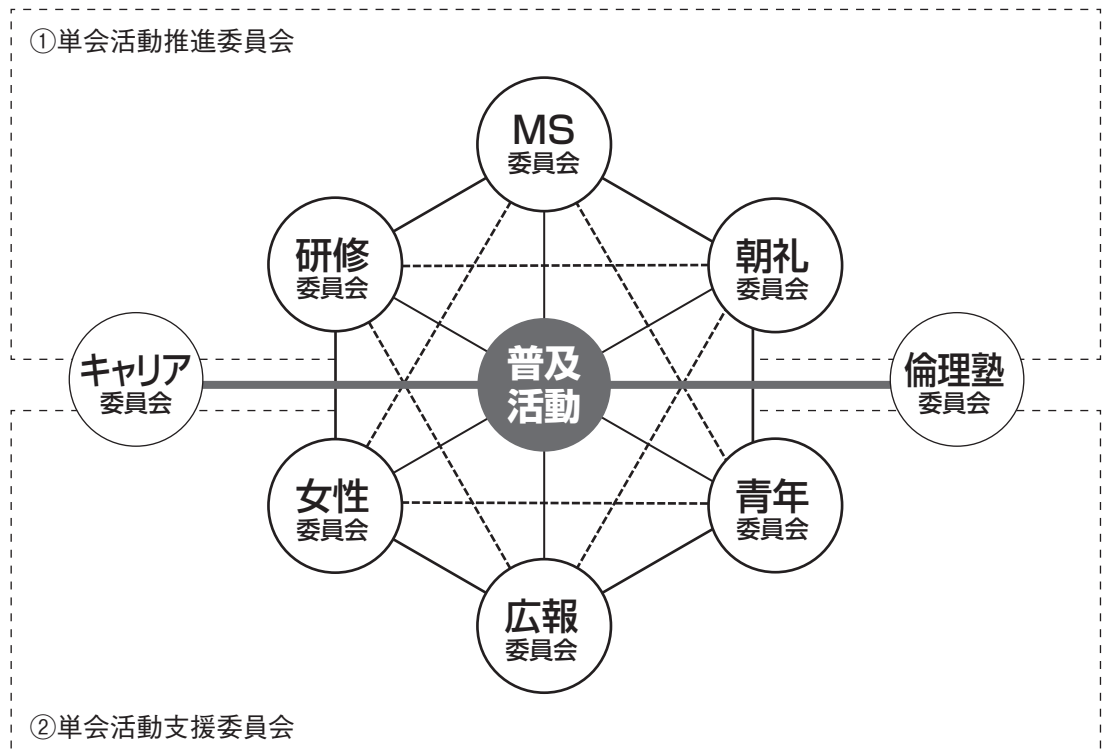 ①単会活動推進委員会
MS
委員会
研修
委員会
朝礼
委員会
キャリア
委員会
普及
活動
倫理塾
委員会
女性
委員会
青年
委員会
広報
委員会
②単会活動支援委員会